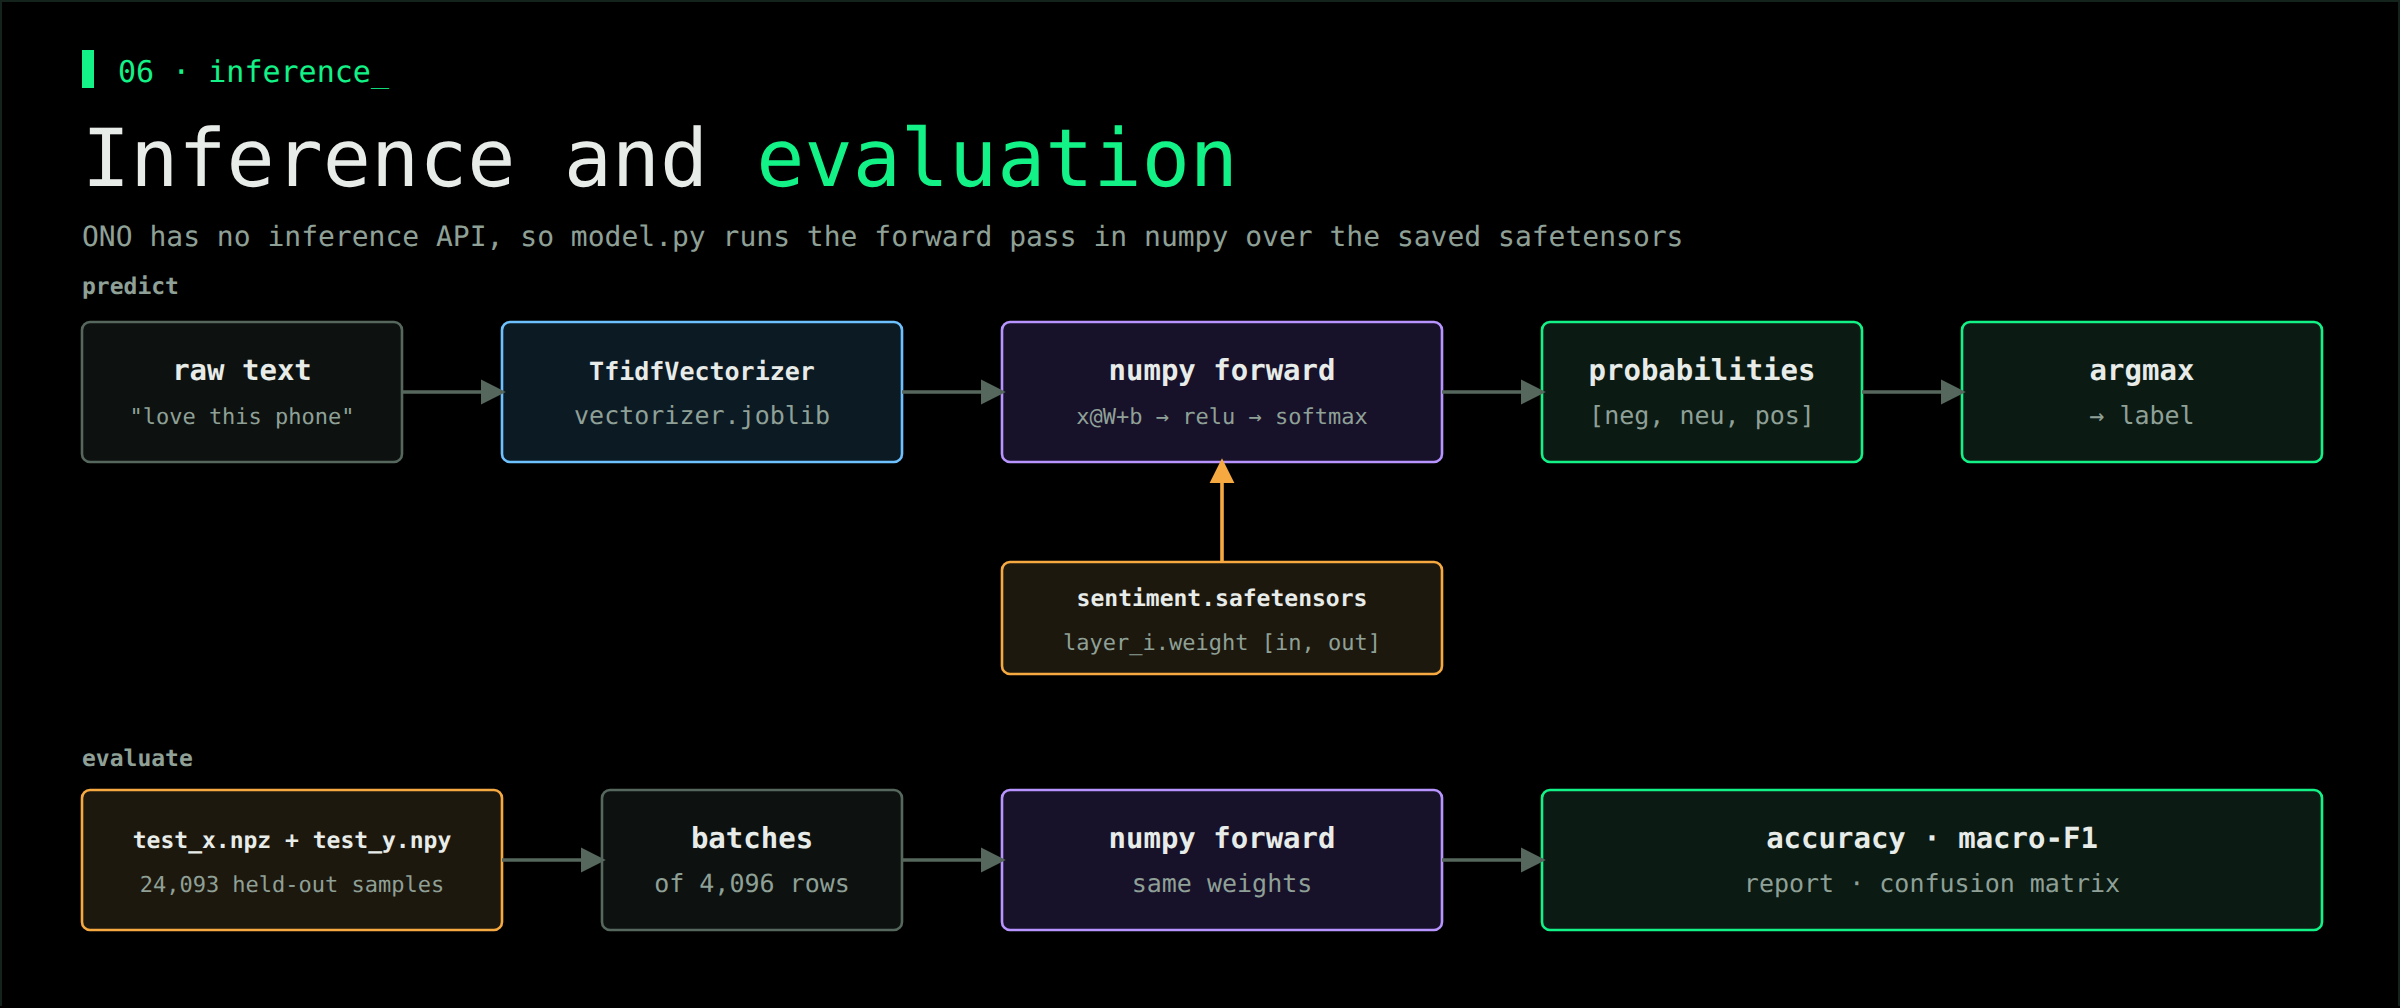 06 · inference_
Inference and evaluation
ONO has no inference API, so model.py runs the forward pass in numpy over the saved safetensors
predict
raw text
"love this phone"
TfidfVectorizer
vectorizer.joblib
numpy forward
x@W+b → relu → softmax
probabilities
[neg, neu, pos]
argmax
→ label
sentiment.safetensors
layer_i.weight [in, out]
evaluate
test_x.npz + test_y.npy
24,093 held-out samples
batches
of 4,096 rows
numpy forward
same weights
accuracy · macro-F1
report · confusion matrix